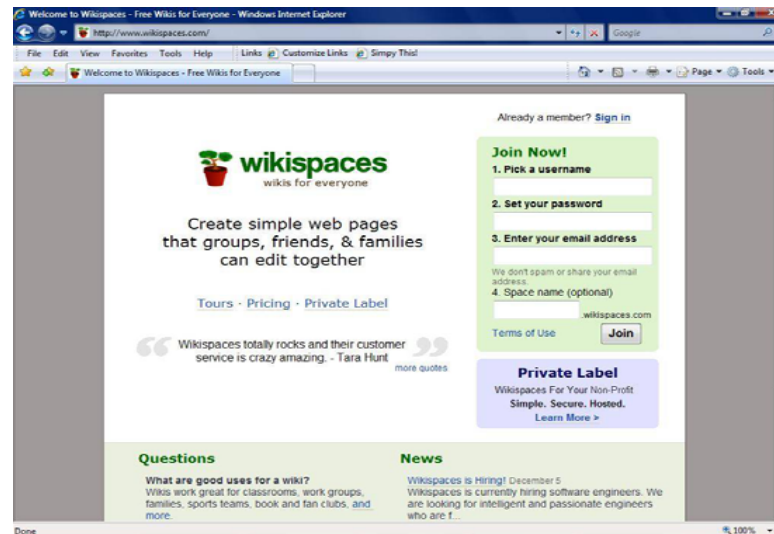 Welcome to Wikispaces - Free Wikis for Everyone - Windows Internet Explorer
http://www.wikispaces.com/
Google
File Edit View Favorites Tools Help Links Customize Links Simpy This!
Welcome to Wikispaces - Free Wikis for Everyone
Page Tools
Already a member? Sign in
wikispaces
wikis for everyone
Create simple web pages
that groups, friends, & families
can edit together
Tours · Pricing · Private Label
Wikispaces totally rocks and their customer
service is crazy amazing. - Tara Hunt
more quotes
Join Now!
1. Pick a username
2. Set your password
3. Enter your email address
We don't spam or share your email
address.
4. Space name (optional)
.wikispaces.com
Terms of Use Join
Private Label
Wikispaces For Your Non-Profit
Simple. Secure. Hosted.
Learn More >
Questions
What are good uses for a wiki?
Wikis work great for classrooms, work groups,
families, sports teams, book and fan clubs, and
more.
News
Wikispaces is Hiring! December 5
Wikispaces is currently hiring software engineers. We
are looking for intelligent and passionate engineers
who are f...
Done
100%